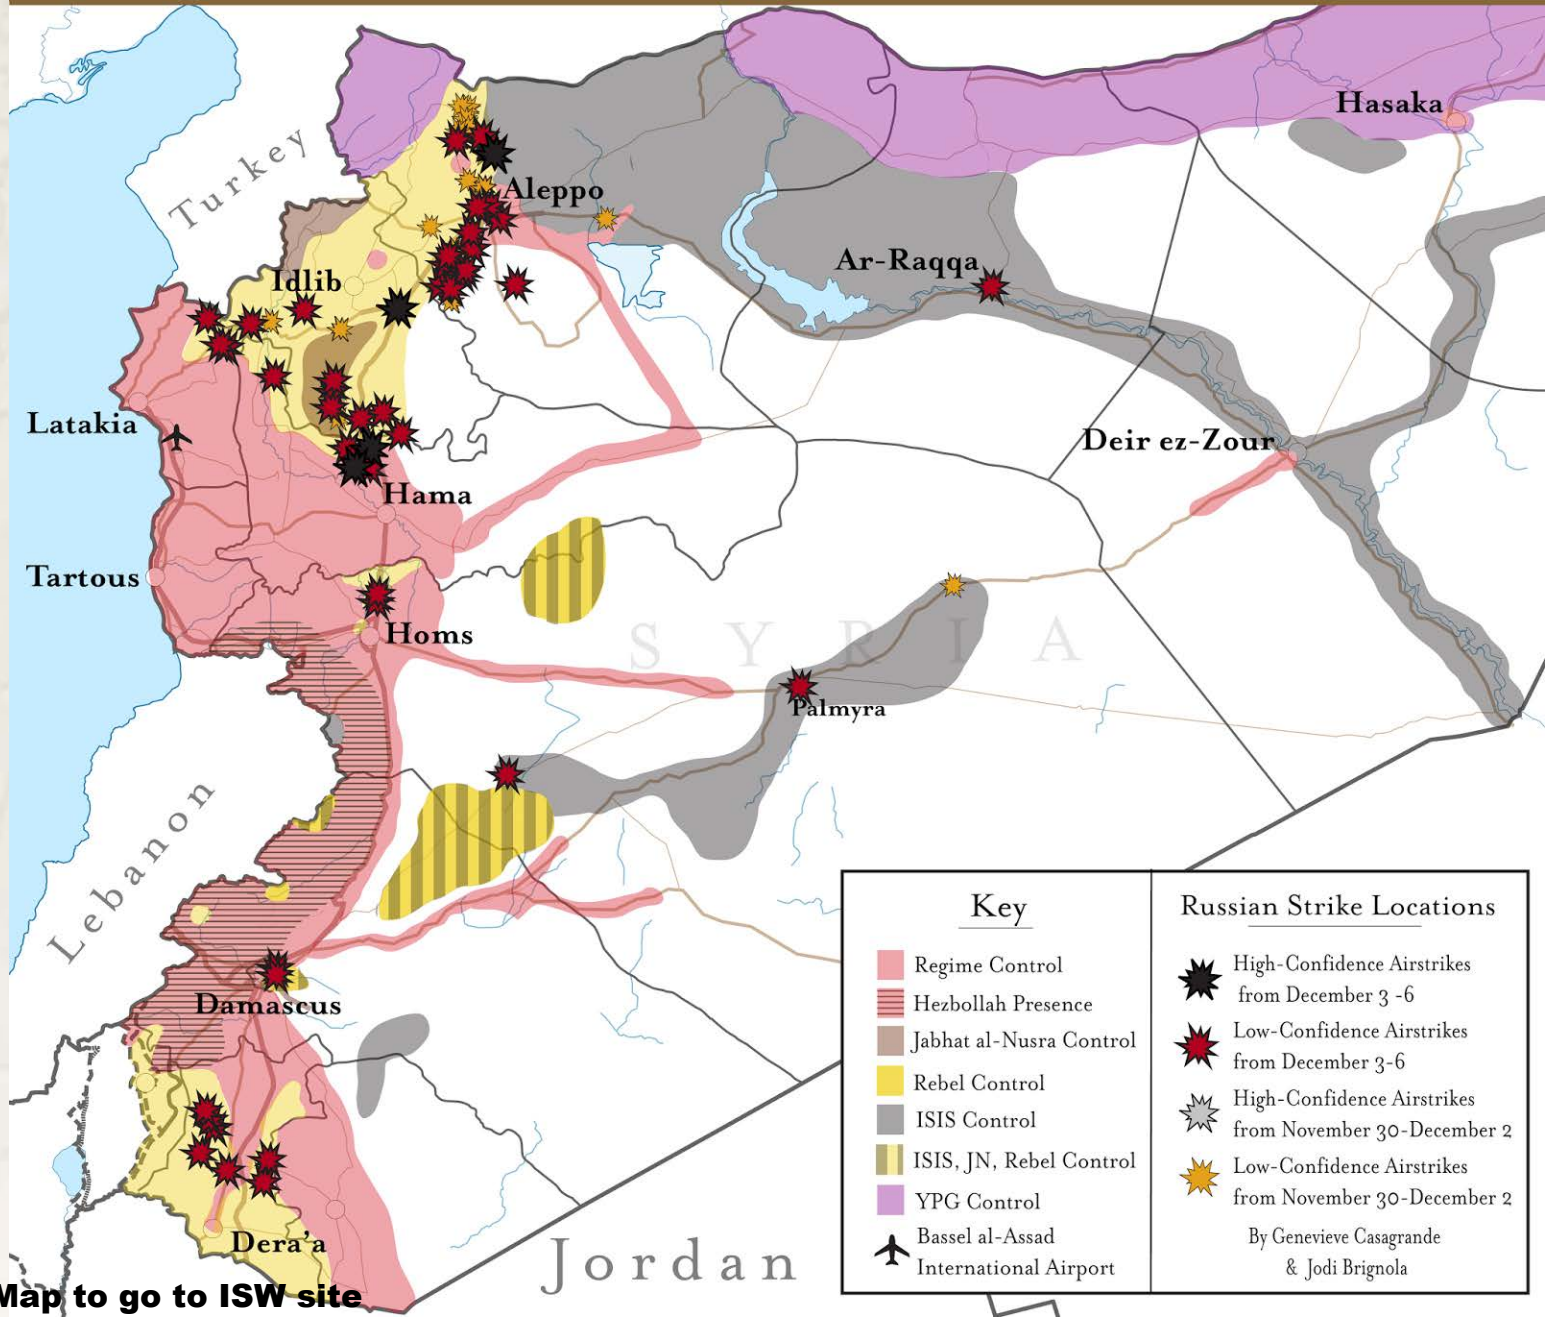 Turkey
Hasaka
Aleppo
Idlib
Ar-Raqqa
Latakia
Deir ez-Zour
Hama
Tartous
Homs
SYRIA
Palmyra
Lebanon
Damascus
Dera'a
Jordan
Map to go to ISW site
Key
Regime Control
Hezbollah Presence
Jabhat al-Nusra Control
Rebel Control
ISIS Control
ISIS, JN, Rebel Control
YPG Control
Bassel al-Assad
International Airport
Russian Strike Locations
High-Confidence Airstrikes
from December 3 -6
Low-Confidence Airstrikes
from December 3-6
High-Confidence Airstrikes
from November 30-December 2
Low-Confidence Airstrikes
from November 30-December 2
By Genevieve Casagrande
& Jodi Brignola